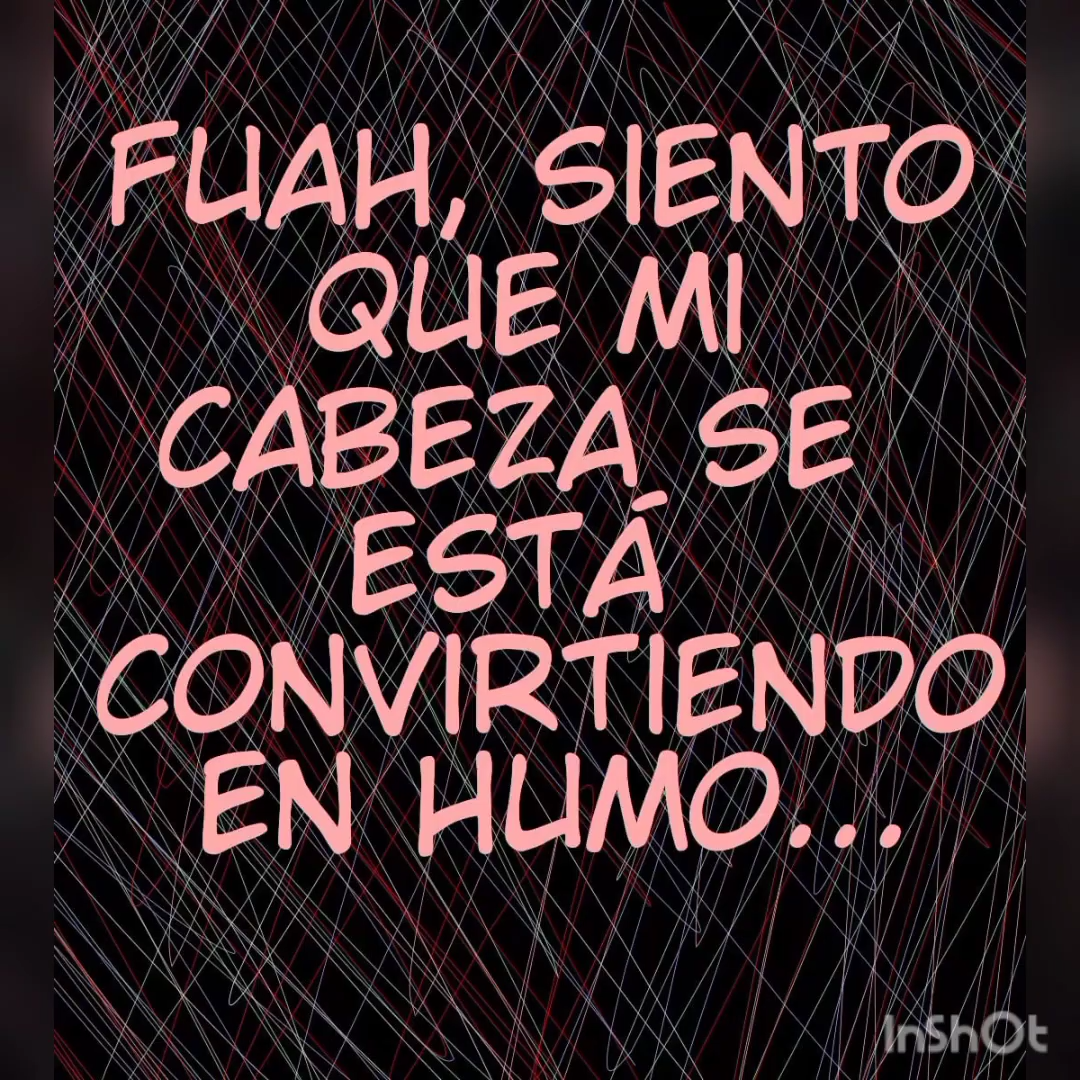 FUAH, SIENTO
QUE MI
CABEZA SE
ESTÁ
CONVIRTIENDO
EN HUMO...
InShOt